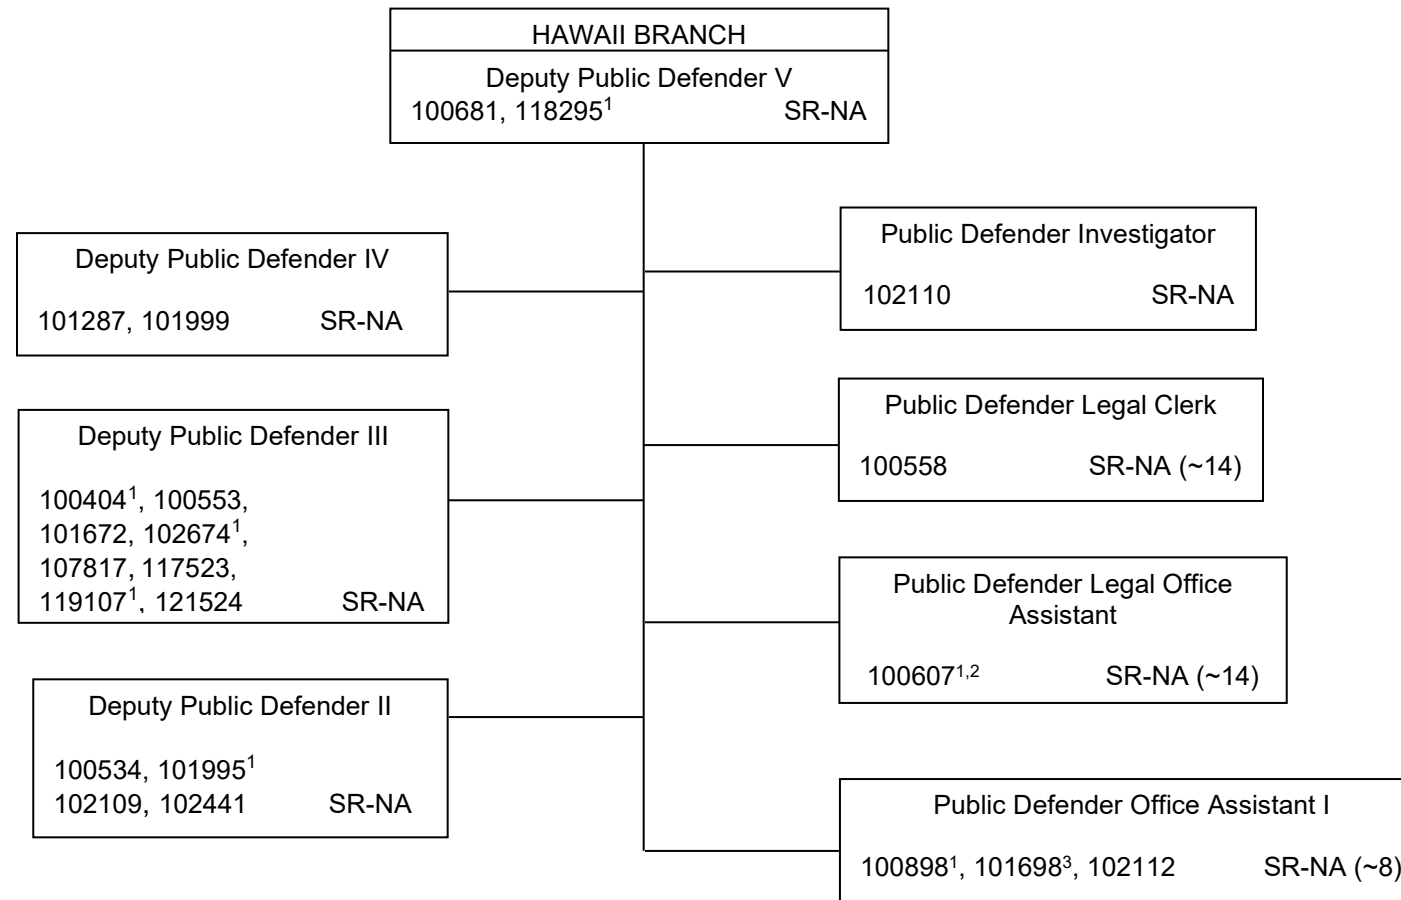 HAWAII BRANCH
Deputy Public Defender V
100681, 118295¹ SR-NA
Deputy Public Defender IV
101287, 101999 SR-NA
Deputy Public Defender III
100404¹, 100553,
101672, 102674¹,
107817, 117523,
119107¹, 121524 SR-NA
Deputy Public Defender II
100534, 101995¹
102109, 102441 SR-NA
Public Defender Investigator
102110 SR-NA
Public Defender Legal Clerk
100558 SR-NA (~14)
Public Defender Legal Office
Assistant
100607¹,² SR-NA (~14)
Public Defender Office Assistant I
100898¹, 101698³, 102112 SR-NA (~8)